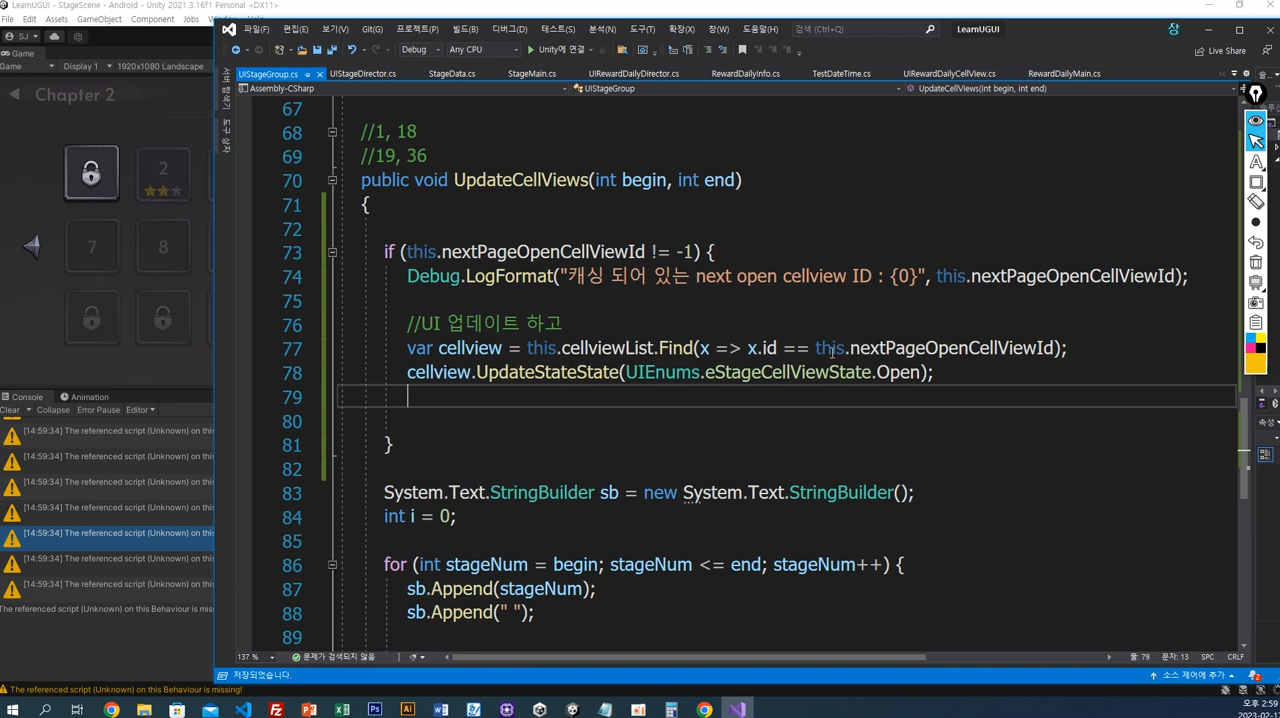 LearnUGUI - StageScene - Android - Unity 2021.3.16f1 Personal <DX11>
File Edit Assets GameObject Component Jobs
파일(F) 편집(E) 보기(V) Git(G) 프로젝트(P) 빌드(B) 디버그(D) 테스트(S) 분석(N) 도구(T) 확장(X) 창(W) 도움말(H) 검색 (Ctrl+Q) LearnUGUI
SJ
Debug Any CPU Unity에 연결 Live Share
Game
Game Display 1 1920x1080 Landscape
UIStageGroup.cs UIStageDirector.cs StageData.cs StageMain.cs UIRewardDailyDirector.cs RewardDailyInfo.cs TestDateTime.cs UIRewardDailyCellView.cs RewardDailyMain.cs
Assembly-CSharp UIStageGroup UpdateCellViews(int begin, int end)
Chapter 2
2
7 8
67
68 //1, 18
69 //19, 36
70 public void UpdateCellViews(int begin, int end)
71 {
72
73 if (this.nextPageOpenCellViewId != -1) {
74 Debug.LogFormat("캐싱 되어 있는 next open cellview ID : {0}", this.nextPageOpenCellViewId);
75
76 //UI 업데이트 하고
77 var cellview = this.cellviewList.Find(x => x.id == this.nextPageOpenCellViewId);
78 cellview.UpdateStateState(UIEnums.eStageCellViewState.Open);
79
80
81 }
82
83 System.Text.StringBuilder sb = new System.Text.StringBuilder();
84 int i = 0;
85
86 for (int stageNum = begin; stageNum <= end; stageNum++) {
87 sb.Append(stageNum);
88 sb.Append(" ");
89
Console Animation
Clear Collapse Error Pause Editor
[14:59:34] The referenced script (Unknown) on this
[14:59:34] The referenced script (Unknown) on this
[14:59:34] The referenced script (Unknown) on this
[14:59:34] The referenced script (Unknown) on this
[14:59:34] The referenced script (Unknown) on this
[14:59:34] The referenced script (Unknown) on this
[14:59:34] The referenced script (Unknown) on this
The referenced script (Unknown) on this Behaviour is miss
137 % 문제가 검색되지 않음 줄: 79 문자: 13 SPC CRLF
저장되었습니다. 소스 제어에 추가
The referenced script (Unknown) on this Behaviour is missing!
오후 2:59